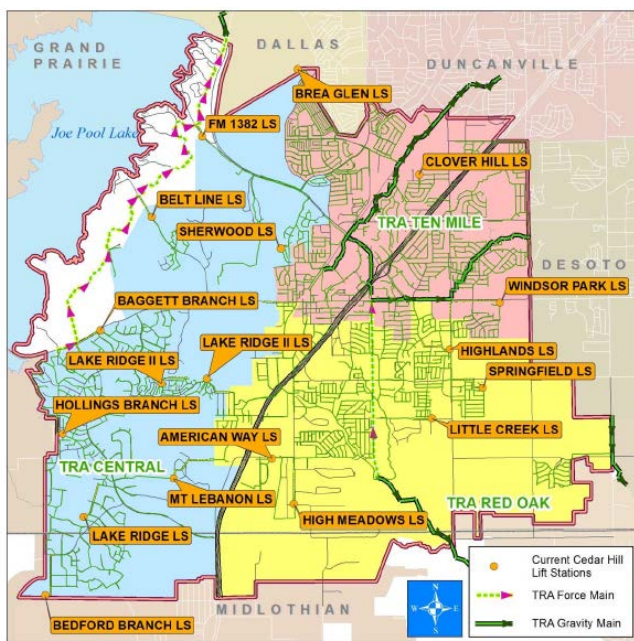 GRAND
PRAIRIE
DALLAS
DUNCANVILLE
BREA GLEN LS
Joe Pool Lake
FM 1382 LS
CLOVER HILL LS
BELT LINE LS
TRA TEN MILE
SHERWOOD LS
DESOTO
BAGGETT BRANCH LS
WINDSOR PARK LS
LAKE RIDGE II LS
LAKE RIDGE II LS
HIGHLANDS LS
SPRINGFIELD LS
HOLLINGS BRANCH LS
LITTLE CREEK LS
AMERICAN WAY LS
TRA CENTRAL
MT LEBANON LS
TRA RED OAK
HIGH MEADOWS LS
LAKE RIDGE LS
BEDFORD BRANCH LS
MIDLOTHIAN
N
W
E
S
Current Cedar Hill
Lift Stations
TRA Force Main
TRA Gravity Main